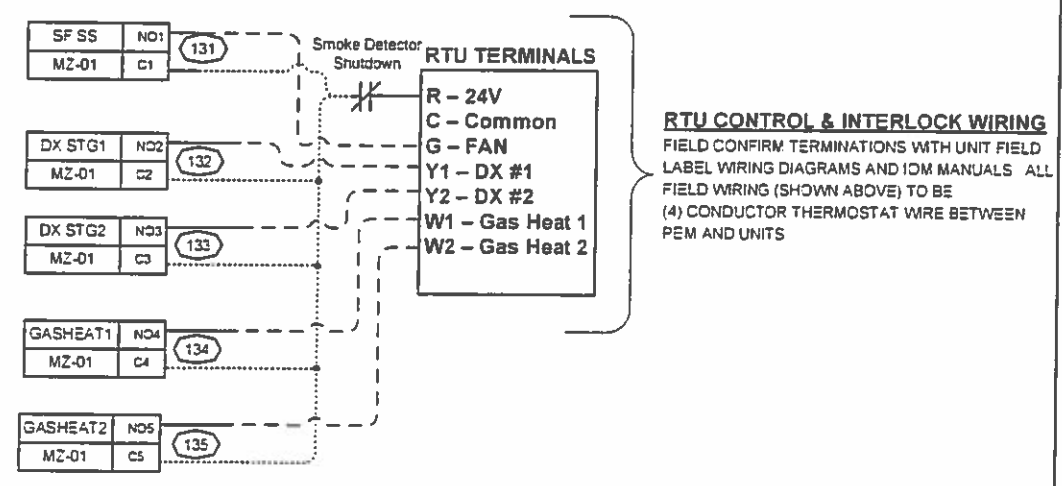 SF SS NO1
MZ-01 C1
131
DX STG1 NO2
MZ-01 C2
132
DX STG2 NO3
MZ-01 C3
133
GASHEAT1 NO4
MZ-01 C4
134
GASHEAT2 NO5
MZ-01 C5
135
Smoke Detector
Shutdown
RTU TERMINALS
R – 24V
C – Common
G – FAN
Y1 – DX #1
Y2 – DX #2
W1 – Gas Heat 1
W2 – Gas Heat 2
RTU CONTROL & INTERLOCK WIRING
FIELD CONFIRM TERMINATIONS WITH UNIT FIELD
LABEL WIRING DIAGRAMS AND IOM MANUALS ALL
FIELD WIRING (SHOWN ABOVE) TO BE
(4) CONDUCTOR THERMOSTAT WIRE BETWEEN
PEM AND UNITS